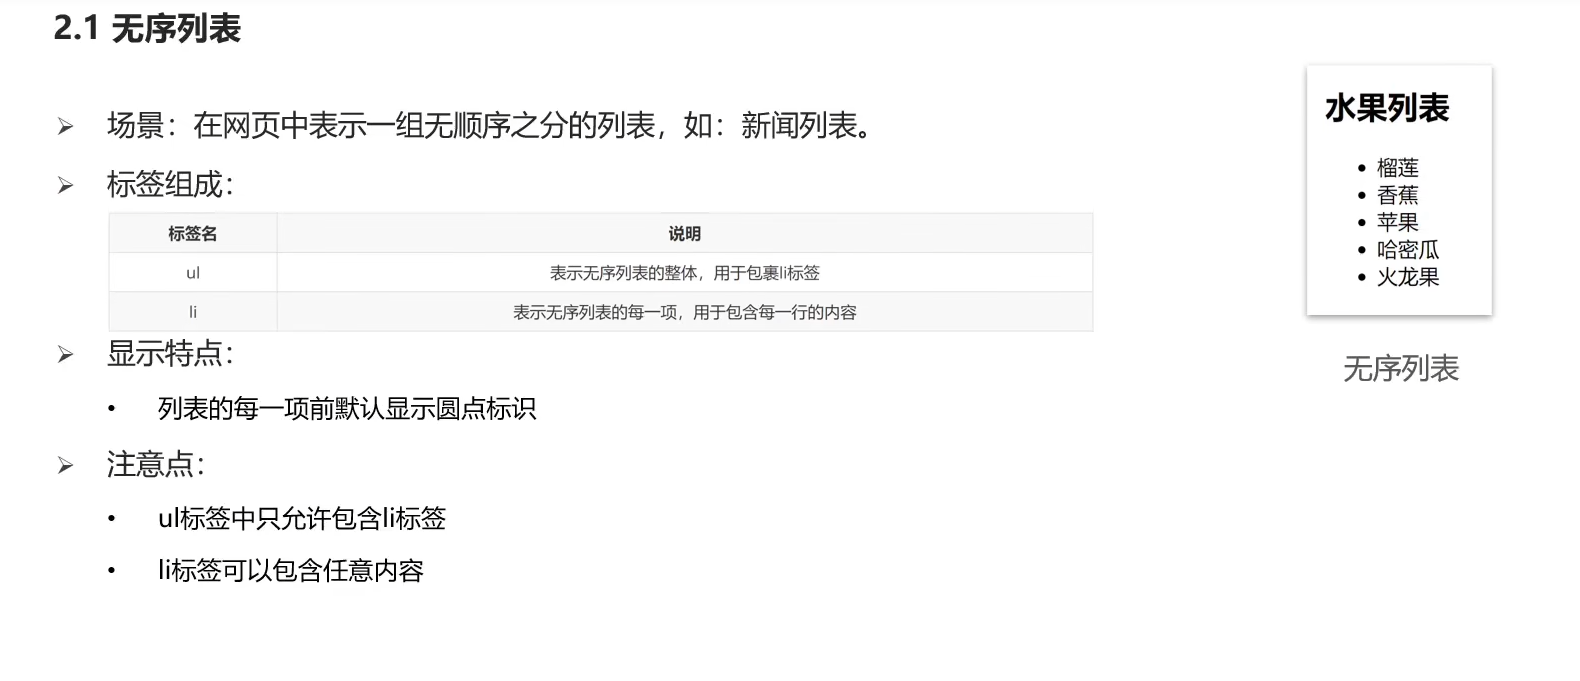 2.1 无序列表
场景：在网页中表示一组无顺序之分的列表，如：新闻列表。
标签组成：
标签名 说明
ul 表示无序列表的整体，用于包裹li标签
li 表示无序列表的每一项，用于包含每一行的内容
显示特点：
列表的每一项前默认显示圆点标识
注意点：
ul标签中只允许包含li标签
li标签可以包含任意内容
水果列表
榴莲
香蕉
苹果
哈密瓜
火龙果
无序列表